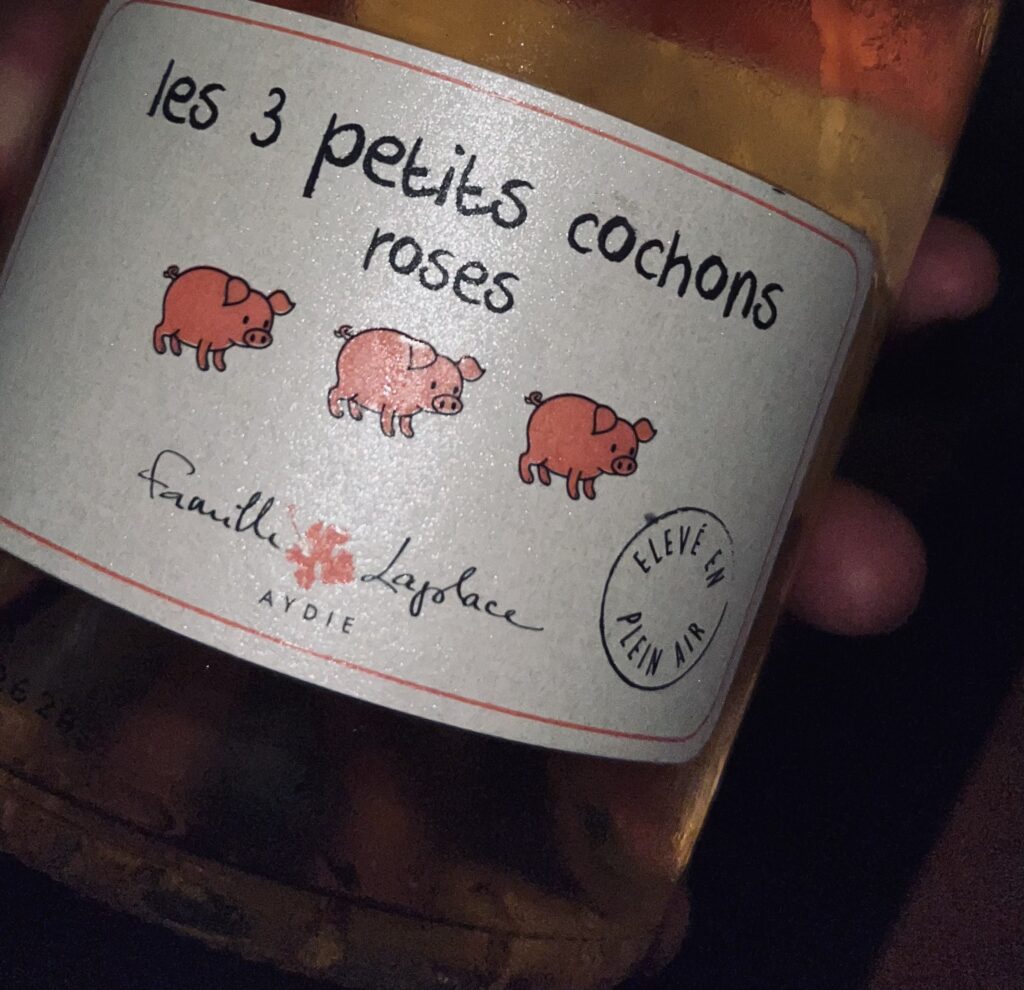 les 3 petits cochons
roses
Famille Laplace
AYDIE
ELEVÉ EN
PLEIN AIR